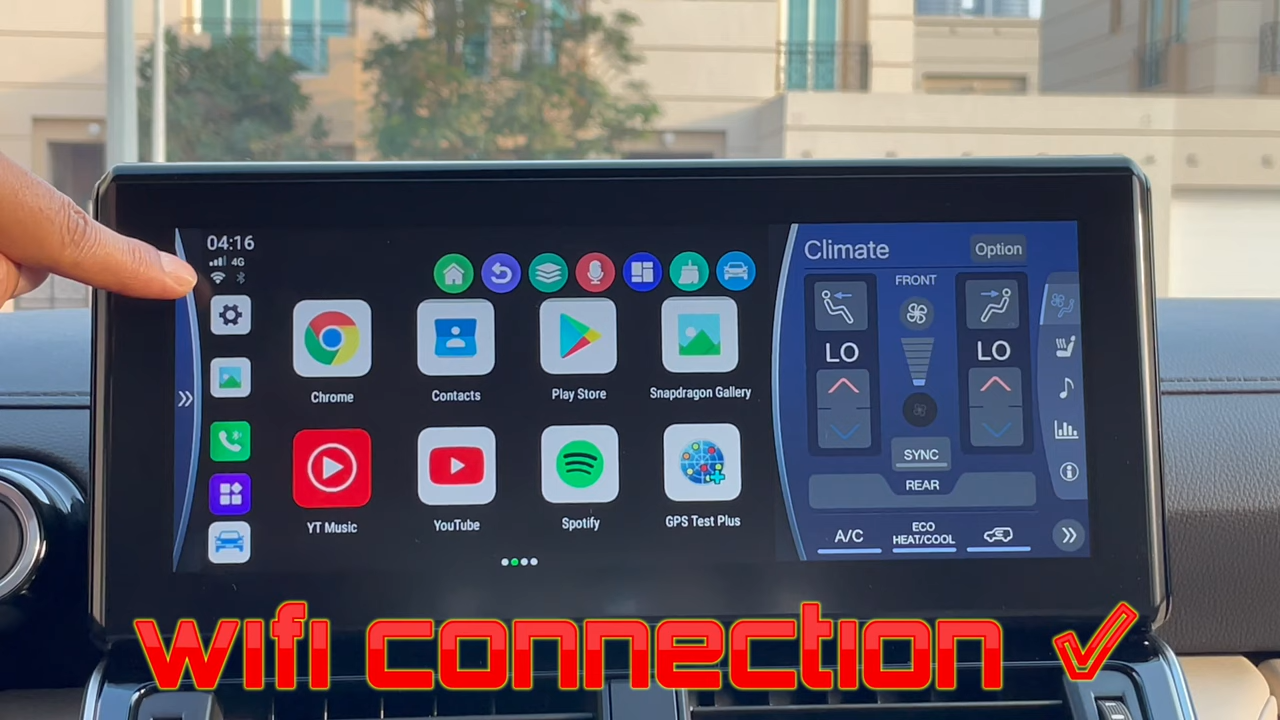 04:16
4G
Climate
Option
FRONT
LO
LO
Chrome
Contacts
Play Store
Snapdragon Gallery
SYNC
REAR
YT Music
YouTube
Spotify
GPS Test Plus
A/C
ECO
HEAT/COOL
wifi connection ✓